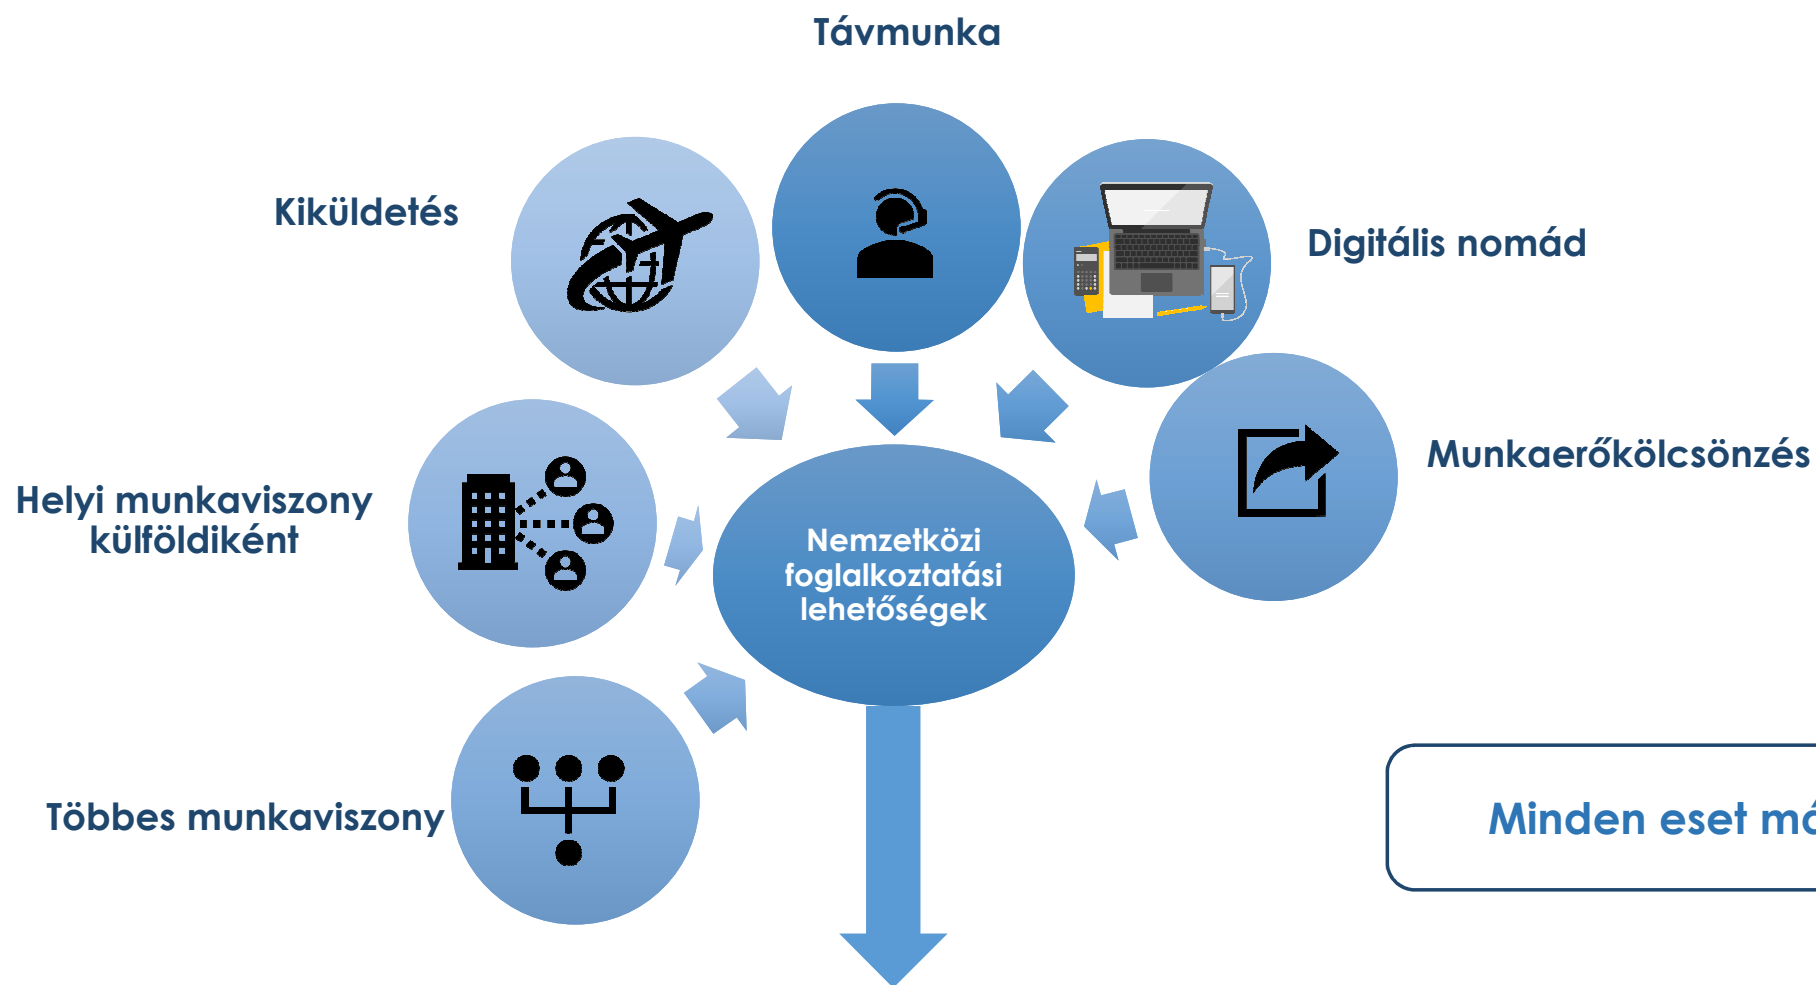 Távmunka
Kiküldetés
Digitális nomád
Munkaerőkölcsönzés
Helyi munkaviszony
külföldiként
Nemzetközi
foglalkoztatási
lehetőségek
Többes munkaviszony
Minden eset